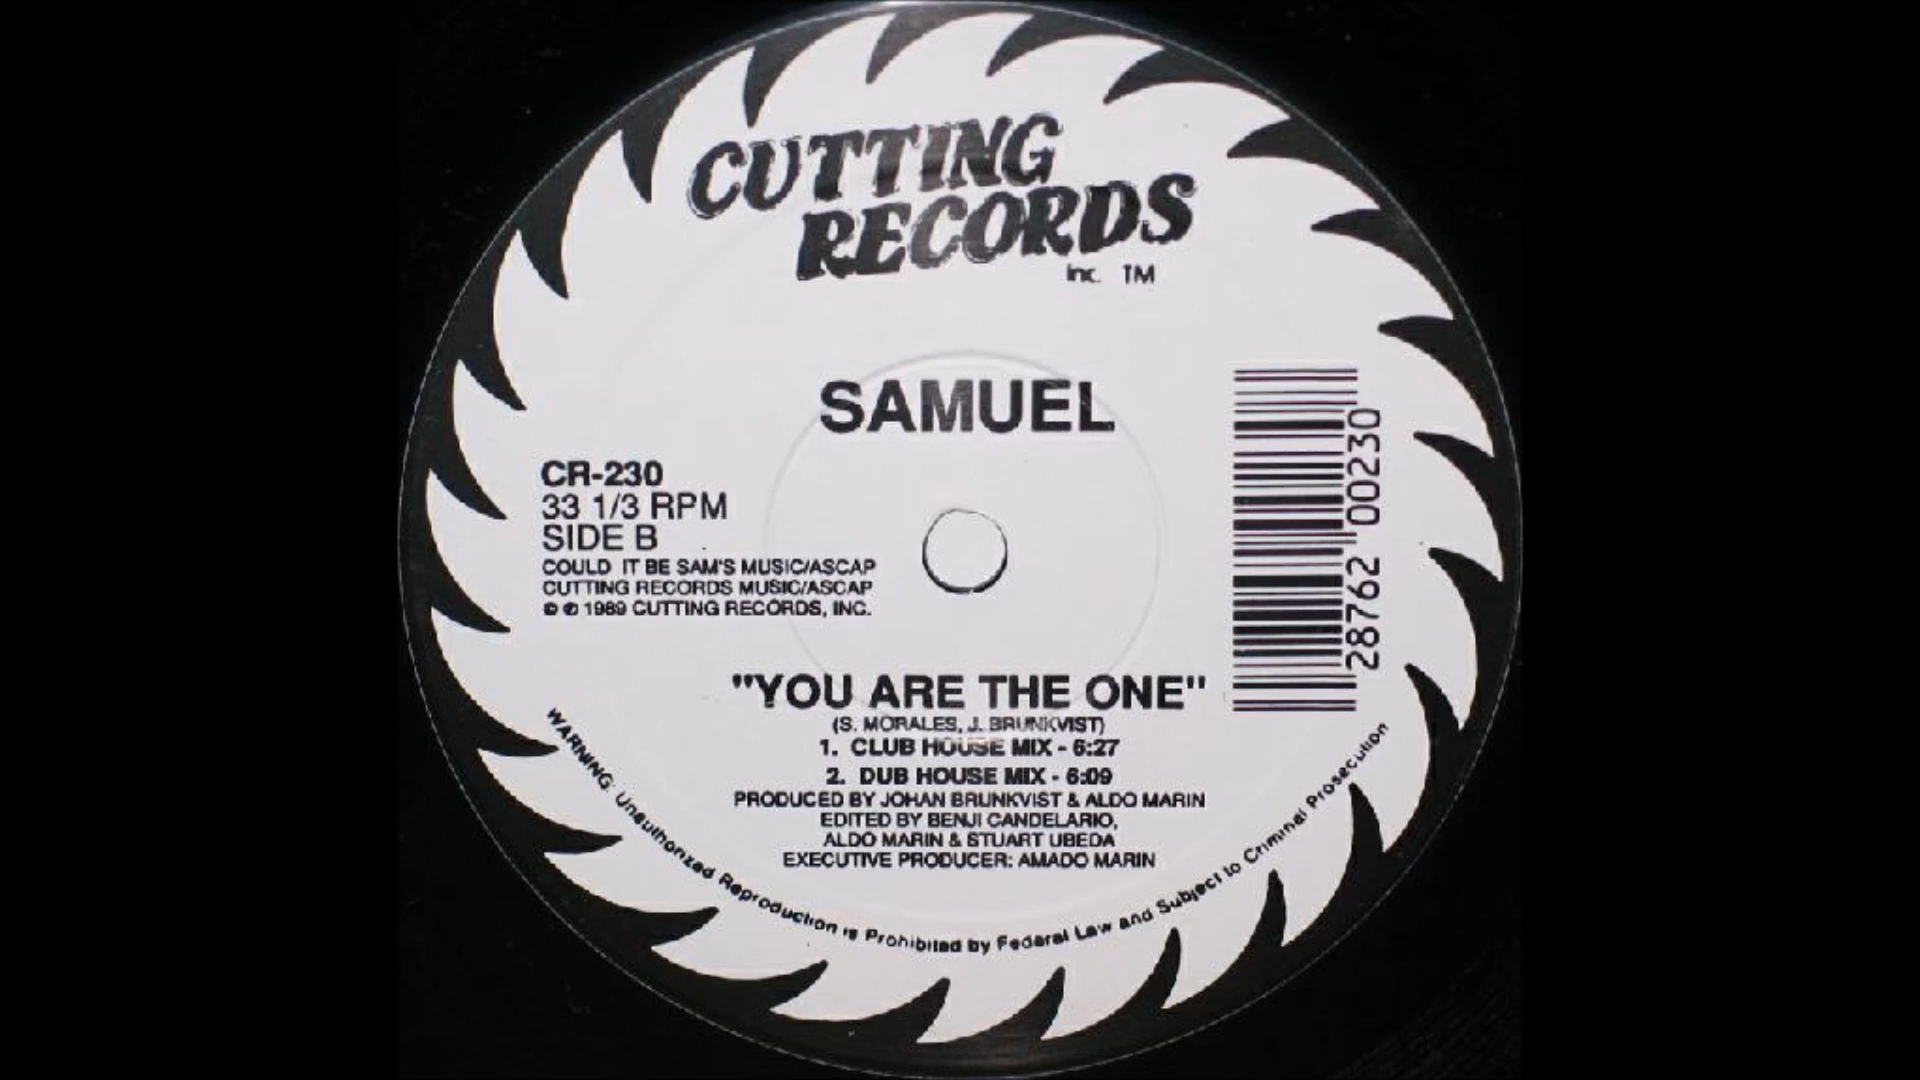 CUTTING
RECORDS
Inc. TM
SAMUEL
CR-230
33 1/3 RPM
SIDE B
COULD IT BE SAM'S MUSIC/ASCAP
CUTTING RECORDS MUSIC/ASCAP
© ℗ 1989 CUTTING RECORDS, INC.
28762 00230
"YOU ARE THE ONE"
(S. MORALES, J. BRUNKVIST)
1. CLUB HOUSE MIX - 6:27
2. DUB HOUSE MIX - 6:09
PRODUCED BY JOHAN BRUNKVIST & ALDO MARIN
EDITED BY BENJI CANDELARIO,
ALDO MARIN & STUART UBEDA
EXECUTIVE PRODUCER: AMADO MARIN
WARNING: Unauthorized Reproduction is Prohibited by Federal Law and Subject to Criminal Prosecution